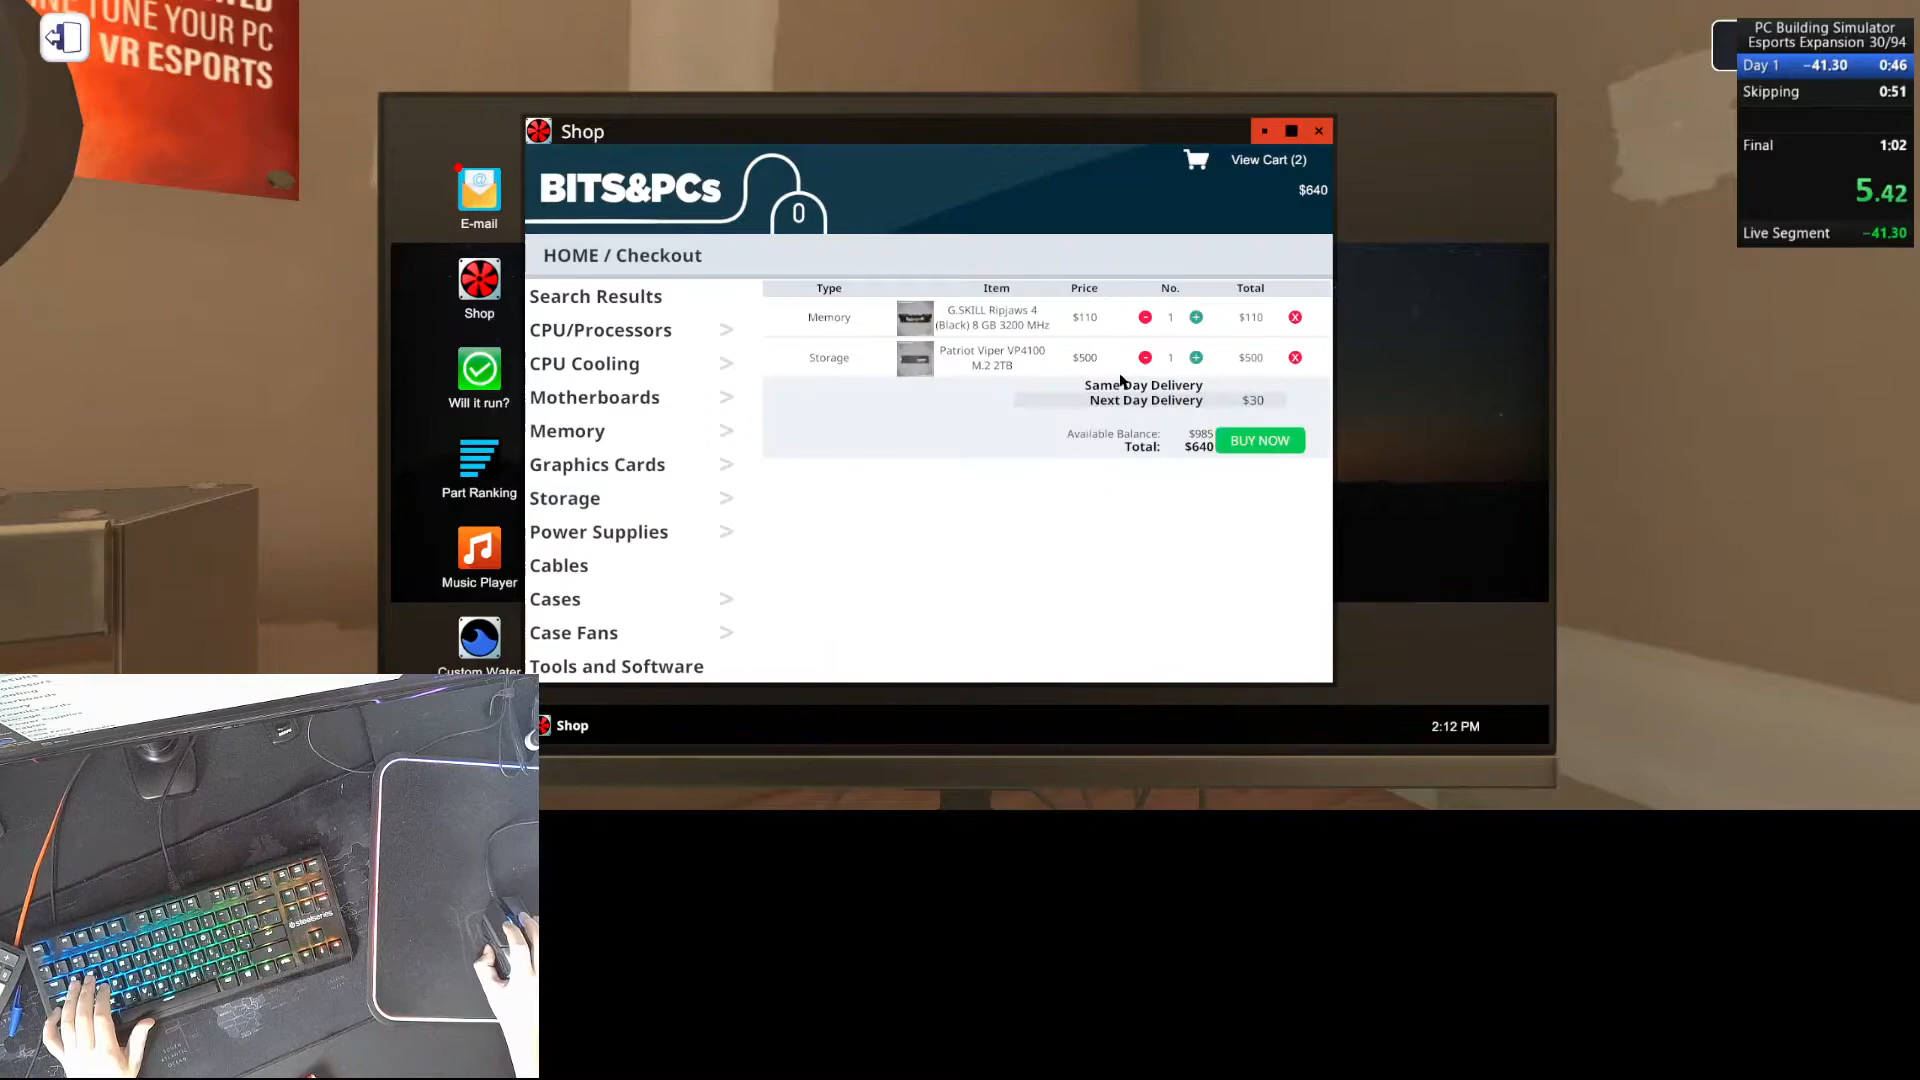 TUNE YOUR PC
VR ESPORTS
PC Building Simulator
Esports Expansion 30/94
Day 1 −41.30 0:46
Skipping 0:51
Final 1:02
5.42
Live Segment −41.30
Shop
BITS&PCs
View Cart (2)
$640
HOME / Checkout
E-mail
Shop
Will it run?
Part Ranking
Music Player
Custom Water
Search Results
CPU/Processors >
CPU Cooling >
Motherboards >
Memory >
Graphics Cards >
Storage >
Power Supplies >
Cables
Cases >
Case Fans >
Tools and Software
Type Item Price No. Total
Memory G.SKILL Ripjaws 4 (Black) 8 GB 3200 MHz $110 1 $110
Storage Patriot Viper VP4100 M.2 2TB $500 1 $500
Same Day Delivery
Next Day Delivery $30
Available Balance: $985
Total: $640
BUY NOW
Shop
2:12 PM
steelseries